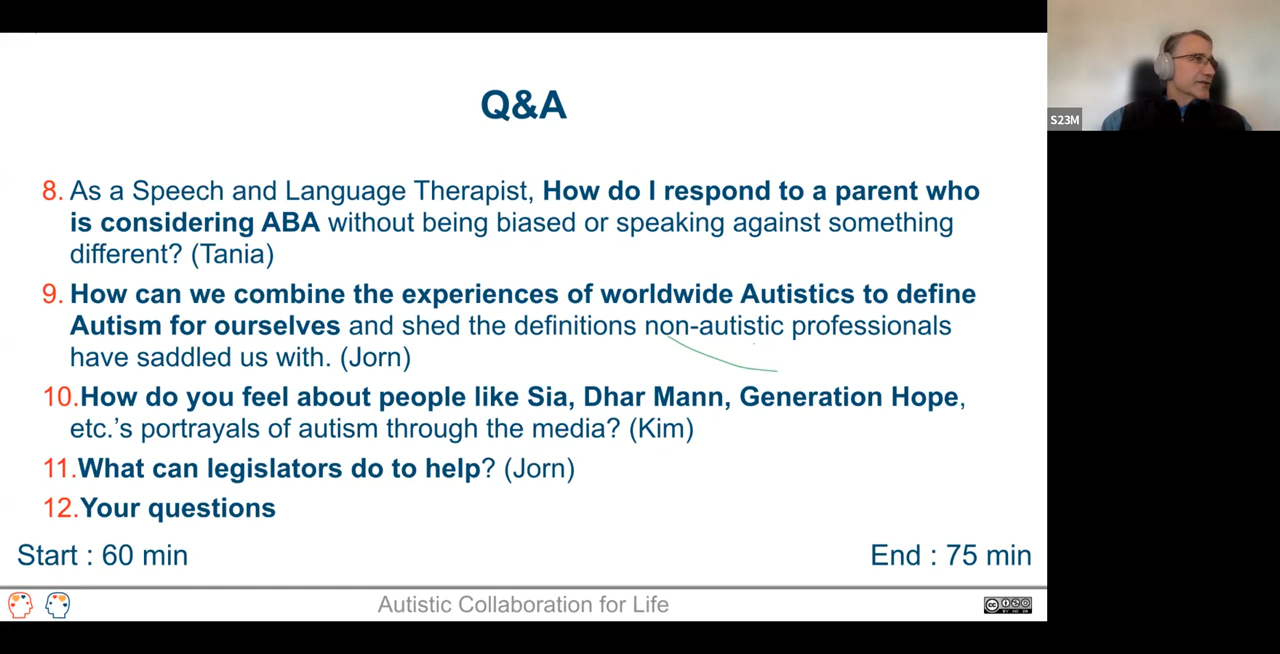 Q&A
8. As a Speech and Language Therapist, How do I respond to a parent who
is considering ABA without being biased or speaking against something
different? (Tania)
9. How can we combine the experiences of worldwide Autistics to define
Autism for ourselves and shed the definitions non-autistic professionals
have saddled us with. (Jorn)
10.How do you feel about people like Sia, Dhar Mann, Generation Hope,
etc.'s portrayals of autism through the media? (Kim)
11.What can legislators do to help? (Jorn)
12.Your questions
Start : 60 min
End : 75 min
Autistic Collaboration for Life
S23M